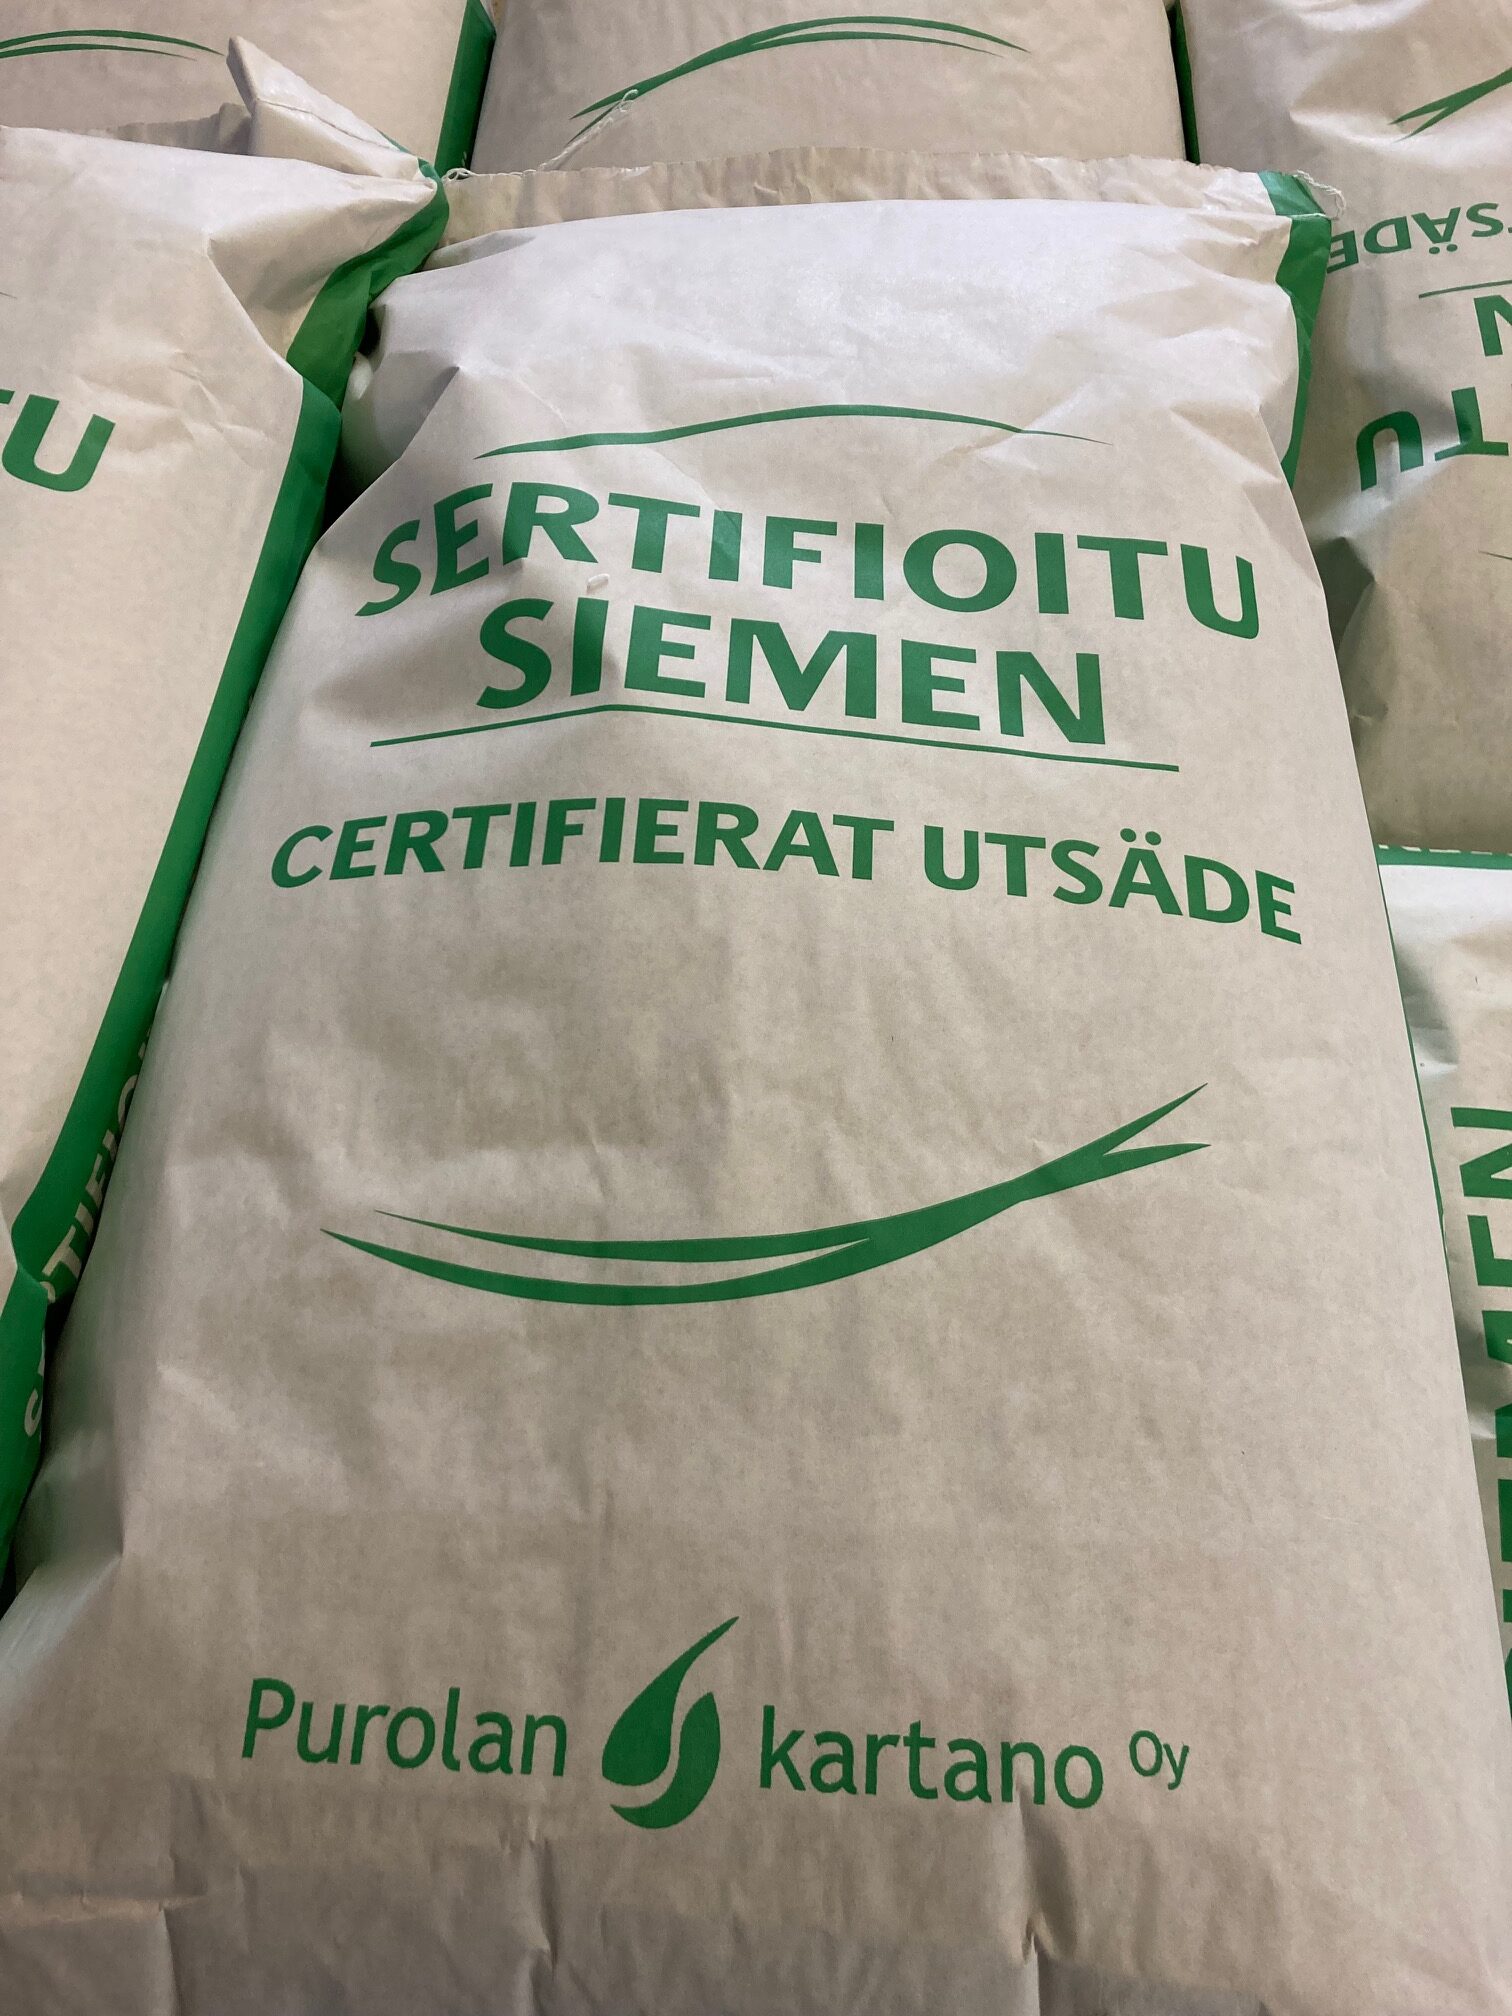 SERTIFIOITU
SIEMEN
CERTIFIERAT UTSÄDE
Purolan kartano Oy